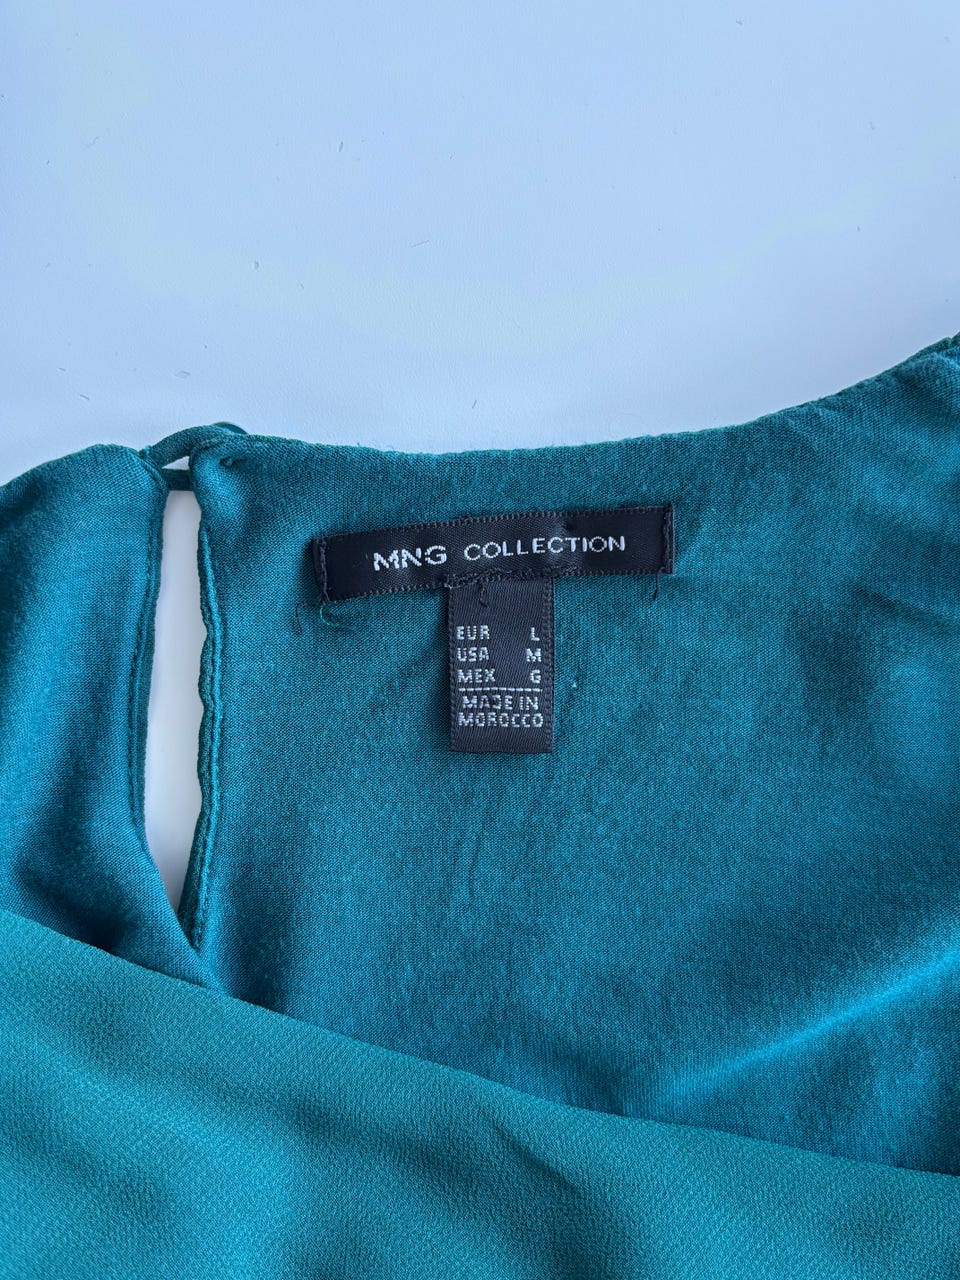 MNG COLLECTION
EUR L
USA M
MEX G
MADE IN
MOROCCO